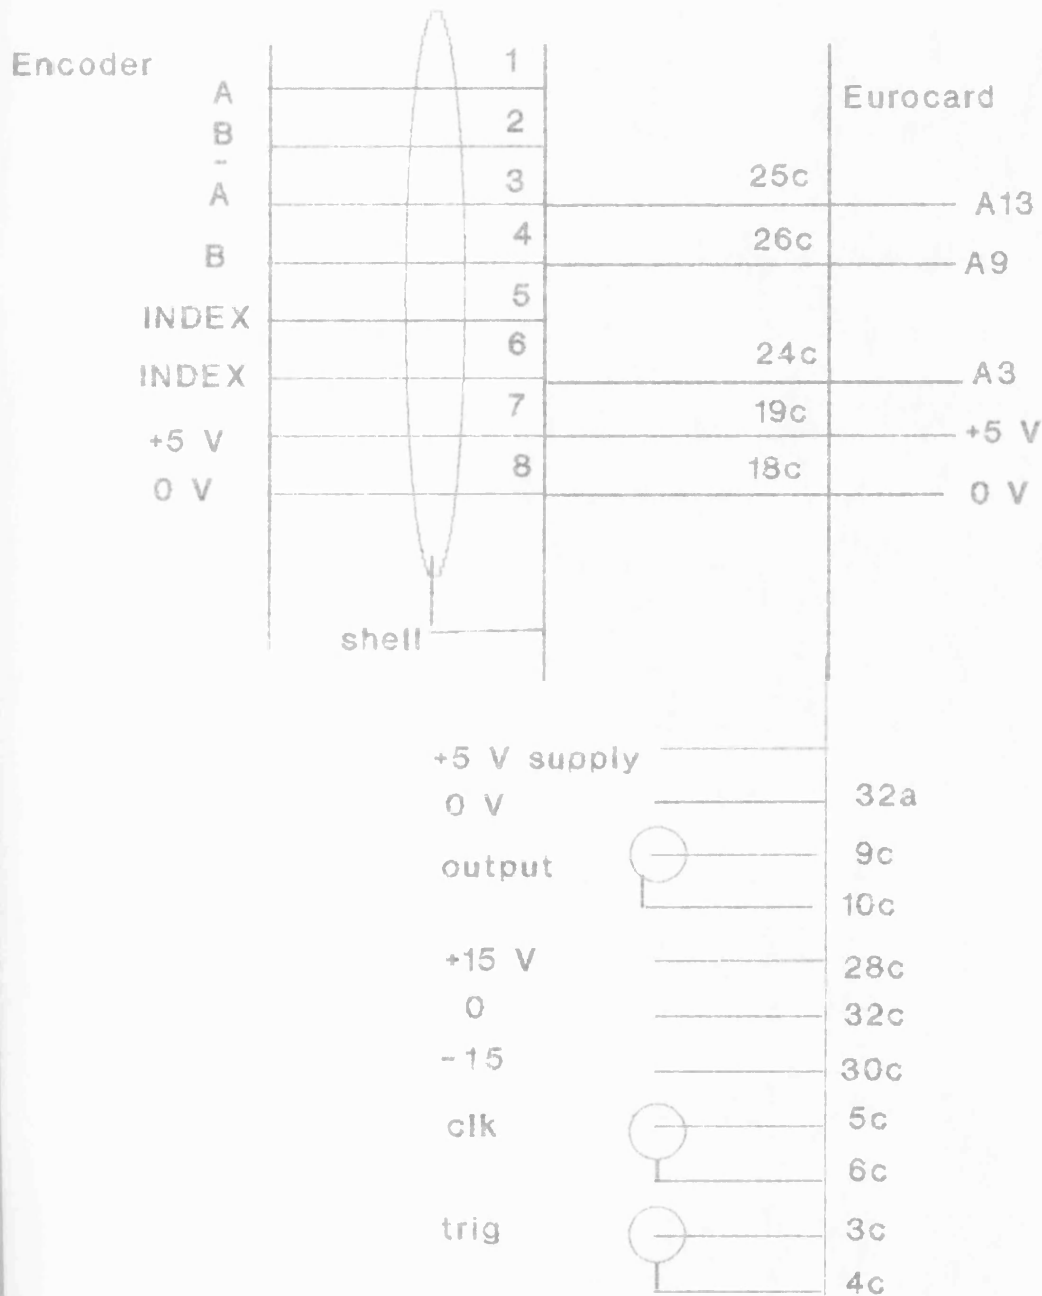 Encoder
1
A
Eurocard
2
B
-
3
A
25c
A13
4
B
26c
A9
5
INDEX
6
INDEX
24c
A3
7
+5 V
19c
+5 V
8
0 V
18c
0 V
shell
+5 V supply
0 V
32a
output
9c
10c
+15 V
28c
0
32c
-15
30c
clk
5c
6c
trig
3c
4c